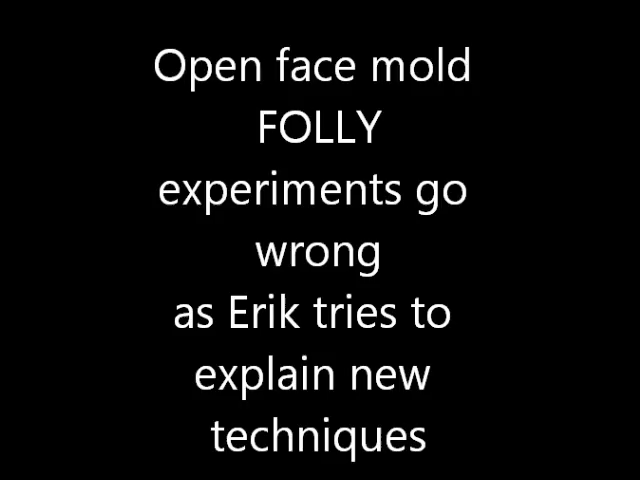 Open face mold
FOLLY
experiments go
wrong
as Erik tries to
explain new
techniques